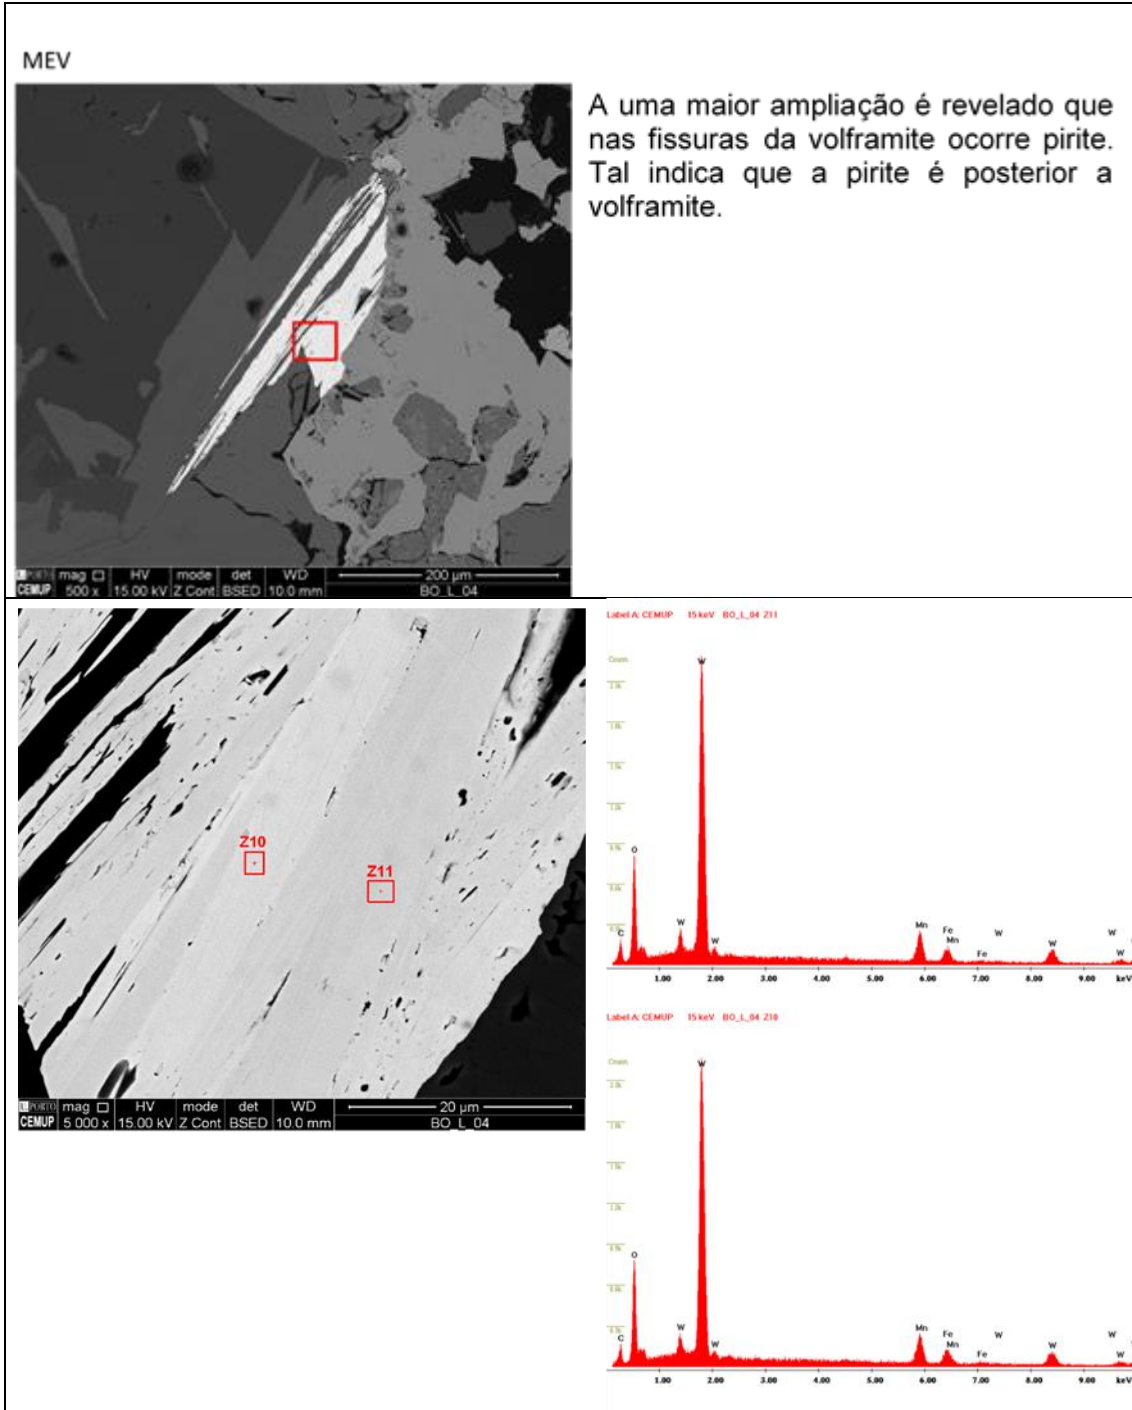 MEV
A uma maior ampliação é revelado que
nas fissuras da volframite ocorre pirite.
Tal indica que a pirite é posterior a
volframite.
mag HV mode det WD 200 µm
CEMUP 500 x 15.00 kV Z Cont BSED 10.0 mm BO_L_04
Label A: CEMUP 15 keV BO_L_04 Z11
W
O
C W W Mn Fe Mn Fe W W W W
1.00 2.00 3.00 4.00 5.00 6.00 7.00 8.00 9.00 keV
Z10
Z11
U.PORTO mag HV mode det WD 20 µm
CEMUP 5 000 x 15.00 kV Z Cont BSED 10.0 mm BO_L_04
Label A: CEMUP 15 keV BO_L_04 Z10
W
O
C W W Mn Fe Mn Fe W W W W
1.00 2.00 3.00 4.00 5.00 6.00 7.00 8.00 9.00 keV